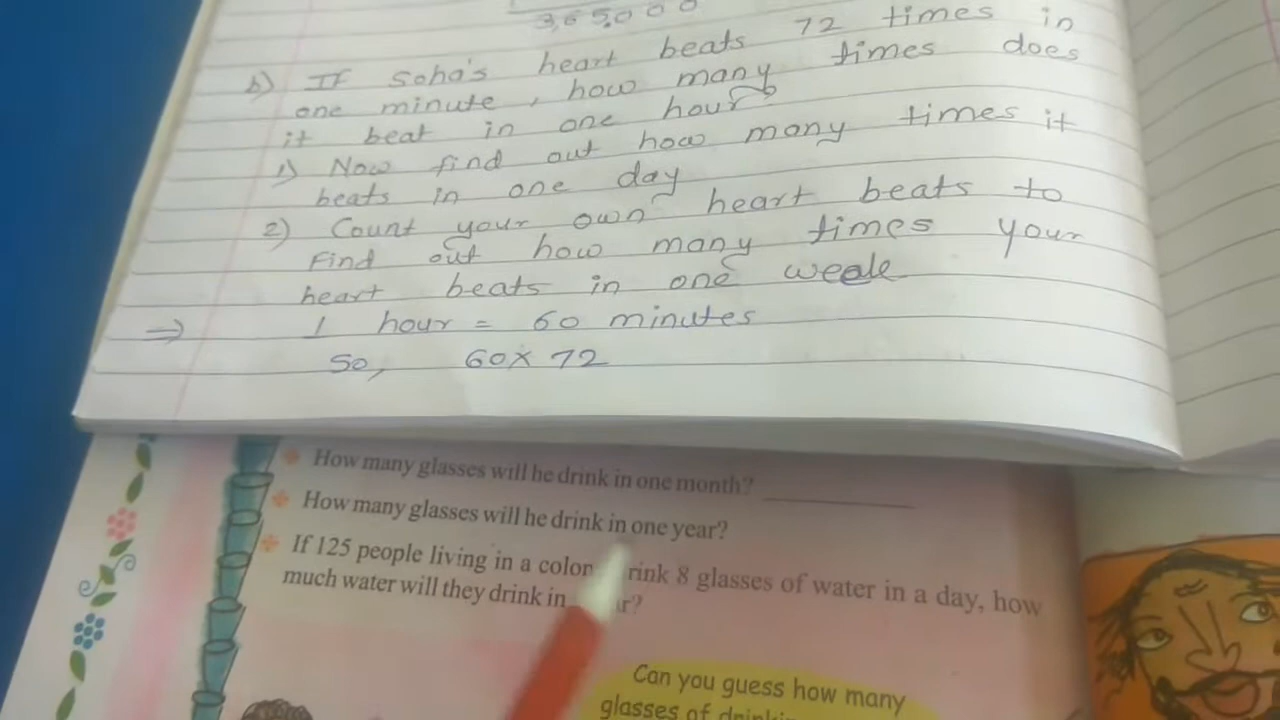 365000
b) If Soha's heart beats 72 times in
one minute, how many times does
it beat in one hour?
1) Now find out how many times it
beats in one day
2) Count your own heart beats to
Find out how many times your
heart beats in one week
⇒ 1 hour = 60 minutes
So, 60 × 72
How many glasses will he drink in one month?
How many glasses will he drink in one year?
If 125 people living in a colon rink 8 glasses of water in a day, how
much water will they drink in ar?
Can you guess how many
glasses of